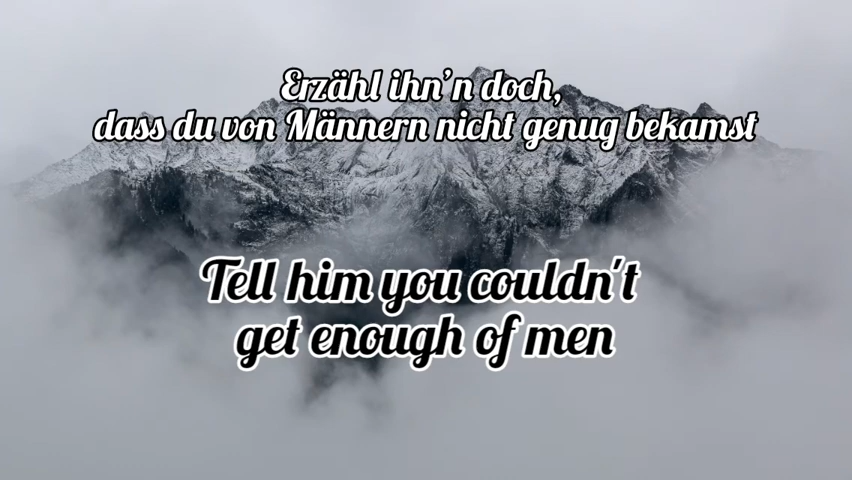 Erzähl ihn’n doch,
dass du von Männern nicht genug bekamst
Tell him you couldn't
get enough of men